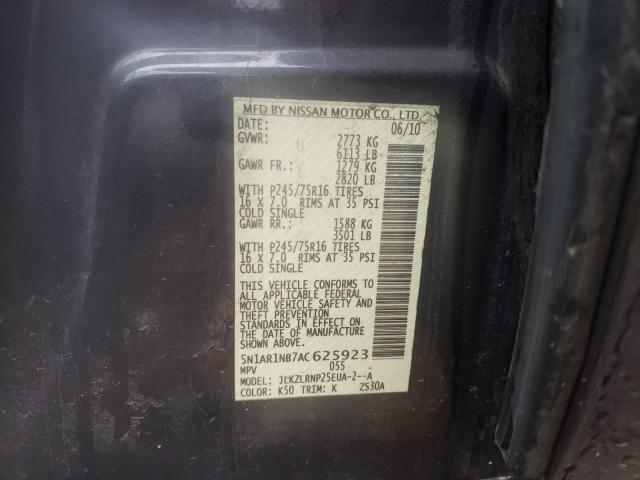 MFD BY NISSAN MOTOR CO., LTD.
DATE: 06/10
GVWR: 2773 KG
6113 LB
GAWR FR.: 1279 KG
2820 LB
WITH P245/75R16 TIRES
16 X 7.0 RIMS AT 35 PSI
COLD SINGLE
GAWR RR.: 1588 KG
3501 LB
WITH P245/75R16 TIRES
16 X 7.0 RIMS AT 35 PSI
COLD SINGLE
THIS VEHICLE CONFORMS TO
ALL APPLICABLE FEDERAL
MOTOR VEHICLE SAFETY AND
THEFT PREVENTION
STANDARDS IN EFFECT ON
THE DATE OF MANUFACTURE
SHOWN ABOVE.
5N1AR1NB7AC625923
MPV 055
MODEL: JLKZLRNP25EUA-2--A
COLOR: K50 TRIM: K ZS30A